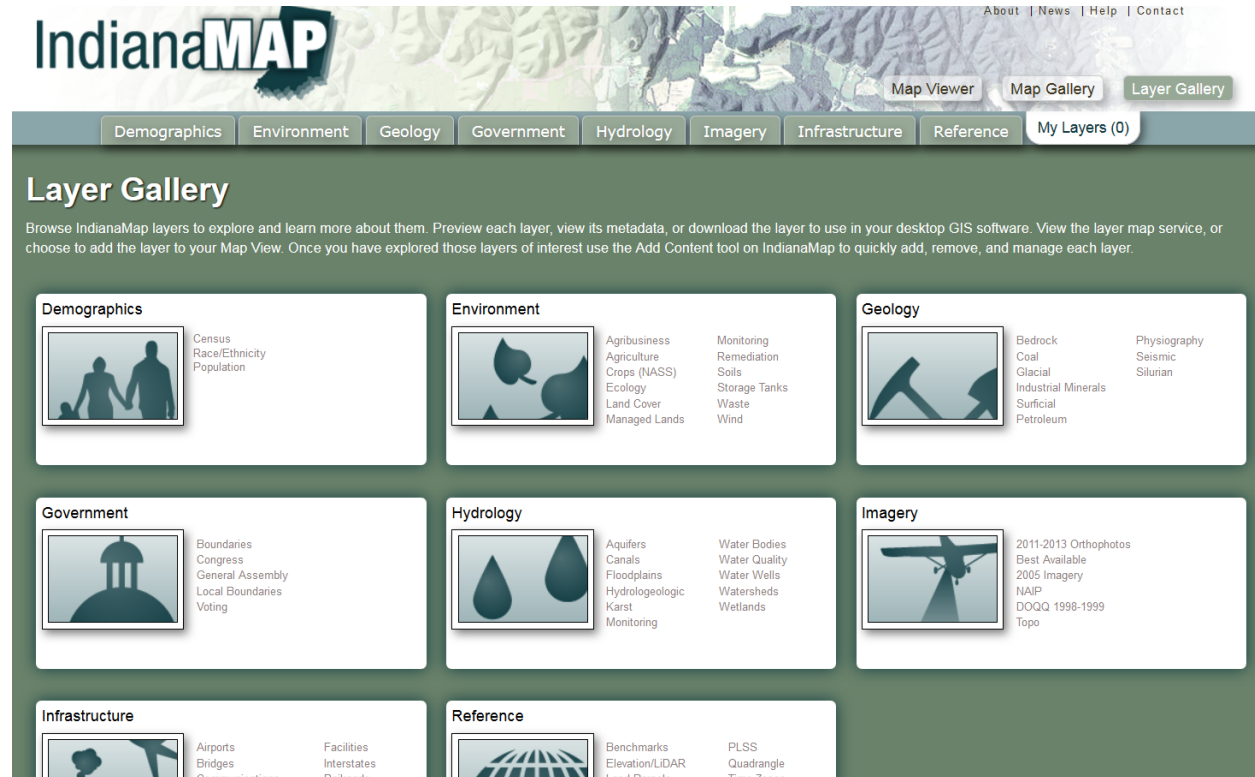 About | News | Help | Contact
IndianaMAP
Map Viewer
Map Gallery
Layer Gallery
Demographics
Environment
Geology
Government
Hydrology
Imagery
Infrastructure
Reference
My Layers (0)
Layer Gallery
Browse IndianaMap layers to explore and learn more about them. Preview each layer, view its metadata, or download the layer to use in your desktop GIS software. View the layer map service, or
choose to add the layer to your Map View. Once you have explored those layers of interest use the Add Content tool on IndianaMap to quickly add, remove, and manage each layer.
Demographics
Census
Race/Ethnicity
Population
Environment
Agribusiness
Agriculture
Crops (NASS)
Ecology
Land Cover
Managed Lands
Monitoring
Remediation
Soils
Storage Tanks
Waste
Wind
Geology
Bedrock
Coal
Glacial
Industrial Minerals
Surficial
Petroleum
Physiography
Seismic
Silurian
Government
Boundaries
Congress
General Assembly
Local Boundaries
Voting
Hydrology
Aquifers
Canals
Floodplains
Hydrologeologic
Karst
Monitoring
Water Bodies
Water Quality
Water Wells
Watersheds
Wetlands
Imagery
2011-2013 Orthophotos
Best Available
2005 Imagery
NAIP
DOQQ 1998-1999
Topo
Infrastructure
Airports
Bridges
Facilities
Interstates
Reference
Benchmarks
Elevation/LiDAR
PLSS
Quadrangle